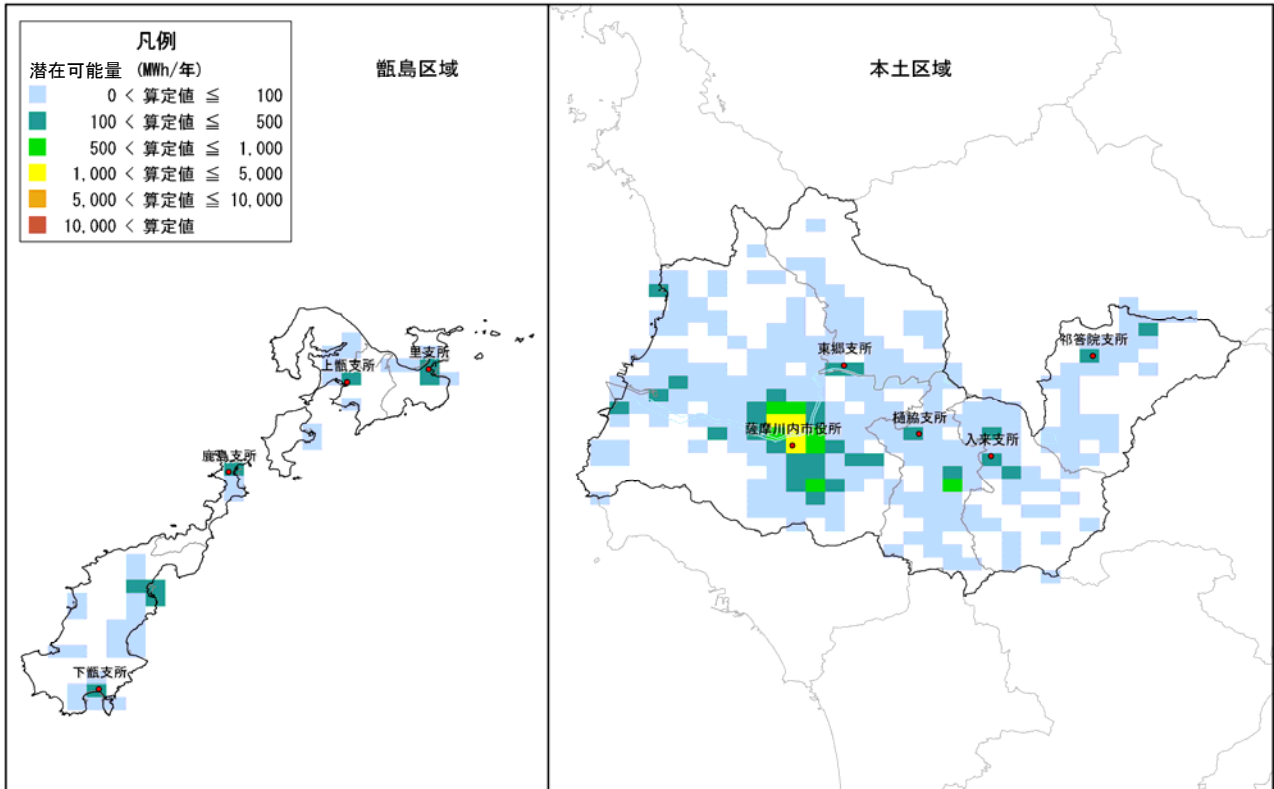 凡例
潜在可能量 (MWh/年)
0 < 算定値 ≦ 100
100 < 算定値 ≦ 500
500 < 算定値 ≦ 1,000
1,000 < 算定値 ≦ 5,000
5,000 < 算定値 ≦ 10,000
10,000 < 算定値
甑島区域
里支所
上甑支所
鹿島支所
下甑支所
本土区域
祁答院支所
東郷支所
樋脇支所
薩摩川内市役所
入来支所